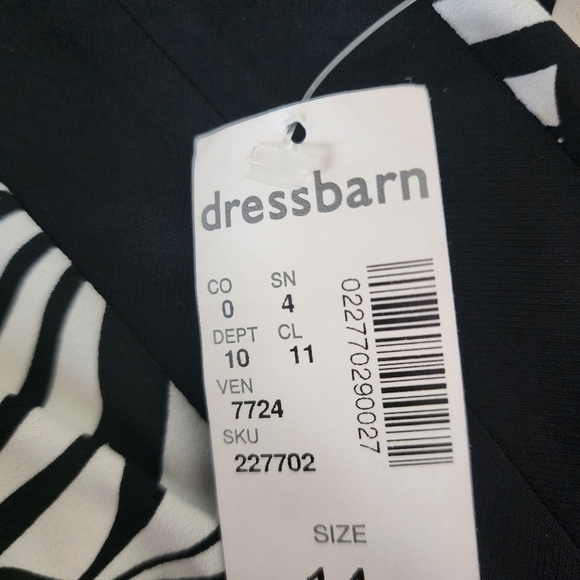 dressbarn
CO SN
0 4
DEPT CL
10 11
VEN
7724
SKU
227702
022770290027
SIZE